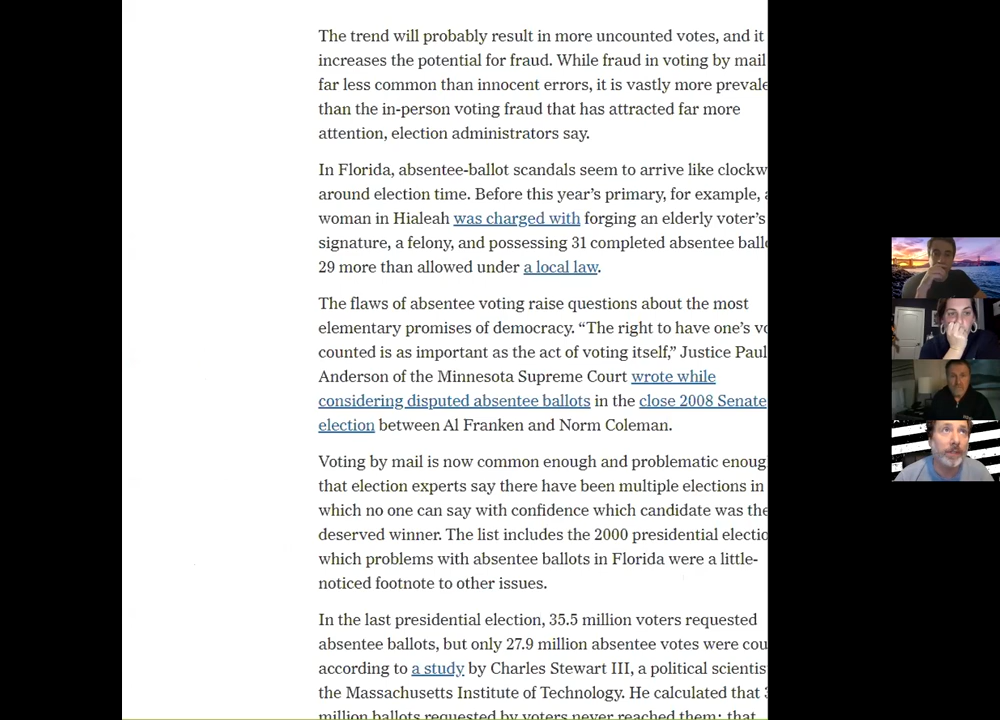 The trend will probably result in more uncounted votes, and it
increases the potential for fraud. While fraud in voting by mail
far less common than innocent errors, it is vastly more prevale
than the in-person voting fraud that has attracted far more
attention, election administrators say.
In Florida, absentee-ballot scandals seem to arrive like clockw
around election time. Before this year’s primary, for example, a
woman in Hialeah was charged with forging an elderly voter’s
signature, a felony, and possessing 31 completed absentee ballo
29 more than allowed under a local law.
The flaws of absentee voting raise questions about the most
elementary promises of democracy. “The right to have one’s vo
counted is as important as the act of voting itself,” Justice Paul
Anderson of the Minnesota Supreme Court wrote while
considering disputed absentee ballots in the close 2008 Senate
election between Al Franken and Norm Coleman.
Voting by mail is now common enough and problematic enoug
that election experts say there have been multiple elections in
which no one can say with confidence which candidate was the
deserved winner. The list includes the 2000 presidential electio
which problems with absentee ballots in Florida were a little-
noticed footnote to other issues.
In the last presidential election, 35.5 million voters requested
absentee ballots, but only 27.9 million absentee votes were cou
according to a study by Charles Stewart III, a political scientis
the Massachusetts Institute of Technology. He calculated that
million ballots requested by voters never reached them; that